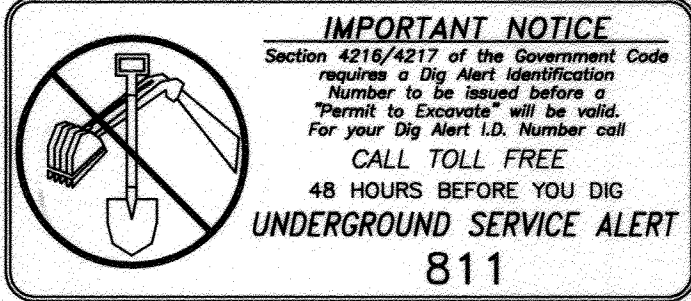 IMPORTANT NOTICE
Section 4216/4217 of the Government Code
requires a Dig Alert Identification
Number to be issued before a
"Permit to Excavate" will be valid.
For your Dig Alert I.D. Number call
CALL TOLL FREE
48 HOURS BEFORE YOU DIG
UNDERGROUND SERVICE ALERT
811